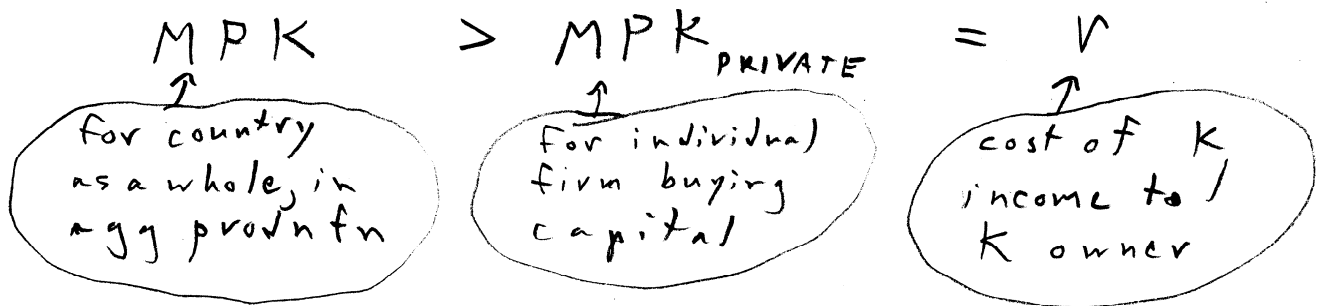 MPK > MPK PRIVATE = r
for country
as a whole, in
agg prodn fn
for individual
firm buying
capital
cost of K /
income to
K owner